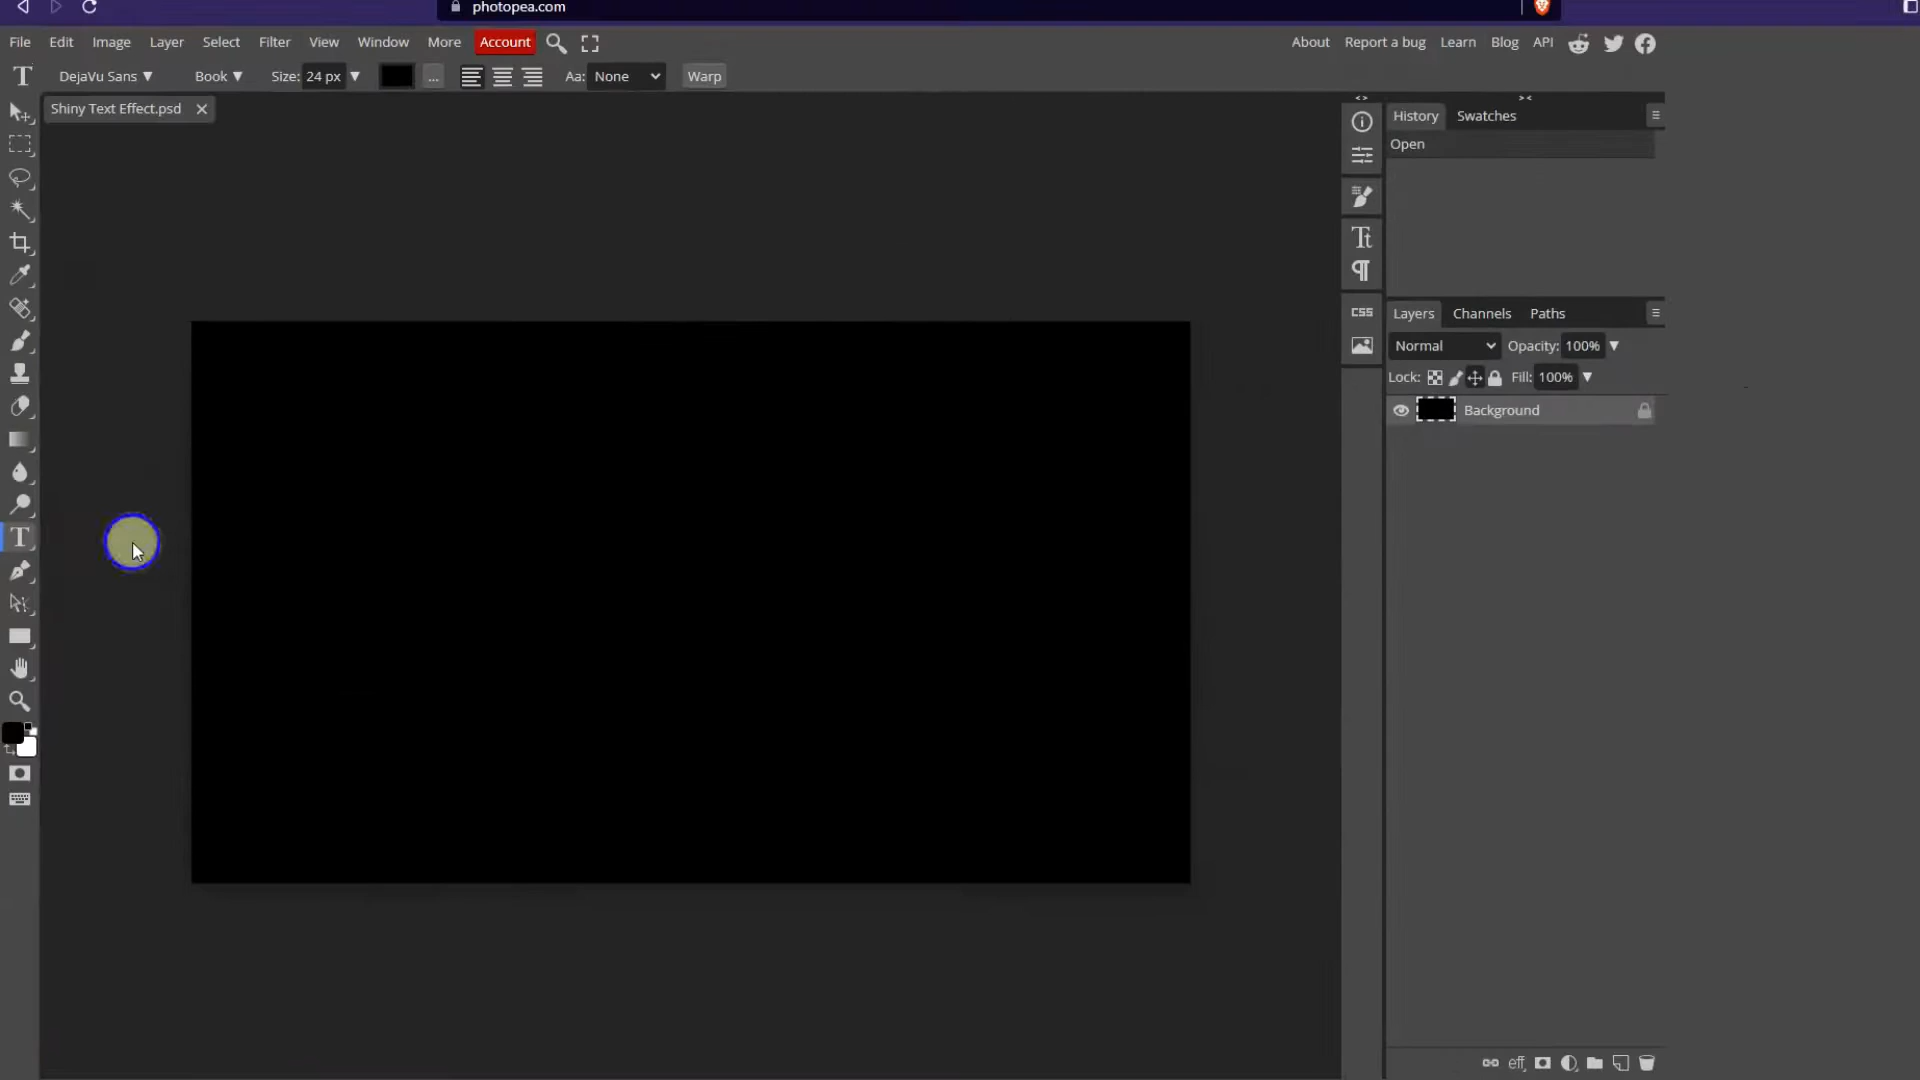 photopea.com
File Edit Image Layer Select Filter View Window More Account About Report a bug Learn Blog API
T DejaVu Sans ▼ Book ▼ Size: 24 px ▼ ... Aa: None Warp
Shiny Text Effect.psd
History Swatches
Open
CSS
Layers Channels Paths
Normal Opacity: 100% ▼
Lock: Fill: 100% ▼
Background
T
eff